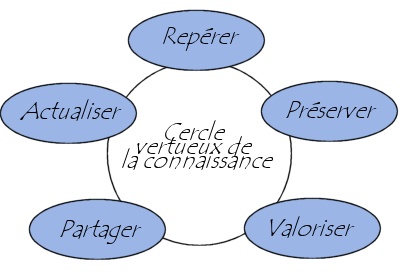 Repérer
Actualiser
Préserver
Cercle
vertueux de
la connaissance
Partager
Valoriser